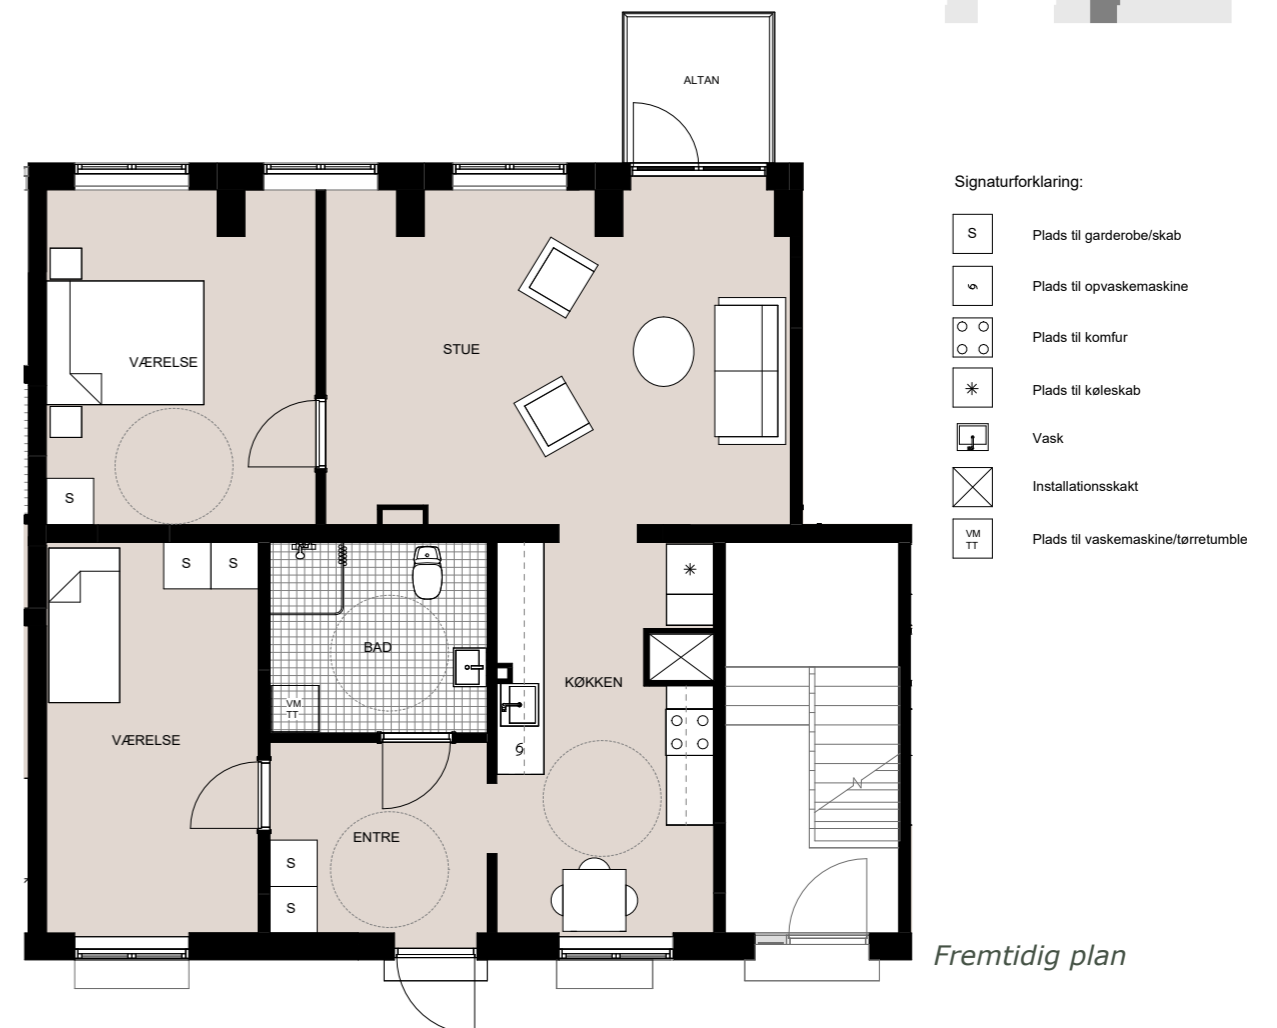 ALTAN
Signaturforklaring:
S
Plads til garderobe/skab
Plads til opvaskemaskine
Plads til komfur
Plads til køleskab
Vask
Installationsskakt
VM
TT
Plads til vaskemaskine/tørretumble
STUE
VÆRELSE
S
S
S
BAD
KØKKEN
VM
TT
VÆRELSE
N
ENTRE
S
S
Fremtidig plan